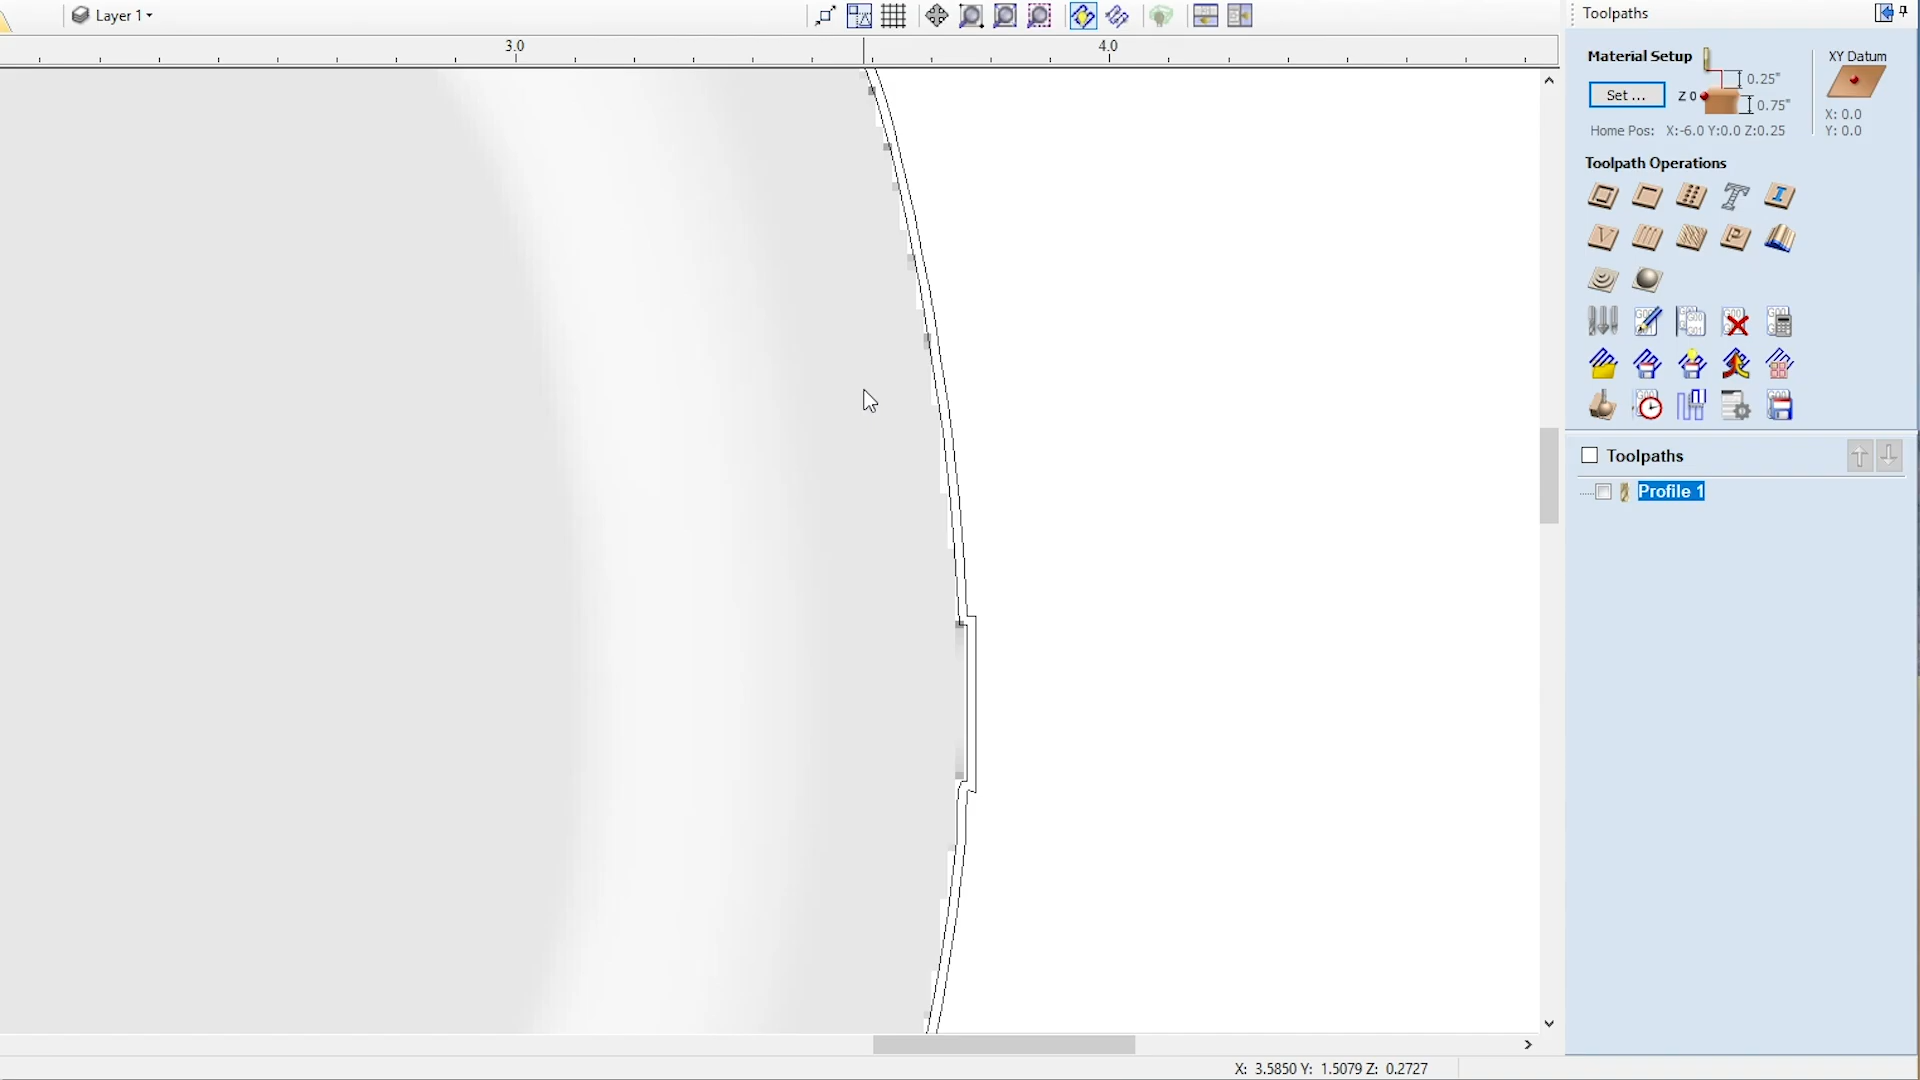 Layer 1
Toolpaths
3.0
4.0
Material Setup
XY Datum
0.25"
Set ...
Z 0
0.75"
X: 0.0
Y: 0.0
Home Pos: X:-6.0 Y:0.0 Z:0.25
Toolpath Operations
Toolpaths
Profile 1
X: 3.5850 Y: 1.5079 Z: 0.2727